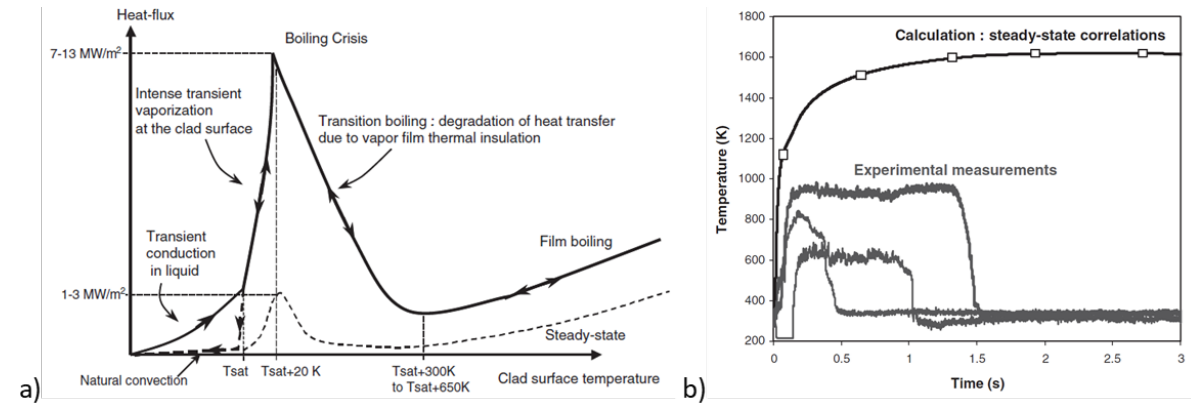 Heat-flux
7-13 MW/m²
Boiling Crisis
Intense transient
vaporization
at the clad surface
Transition boiling : degradation of heat transfer
due to vapor film thermal insulation
Transient
conduction
in liquid
Film boiling
1-3 MW/m²
Steady-state
Natural convection
Tsat
Tsat+20 K
Tsat+300K
to Tsat+650K
Clad surface temperature
a)
1800
1600
1400
1200
1000
800
600
400
200
Temperature (K)
Calculation : steady-state correlations
Experimental measurements
0
0.5
1
1.5
2
2.5
3
Time (s)
b)